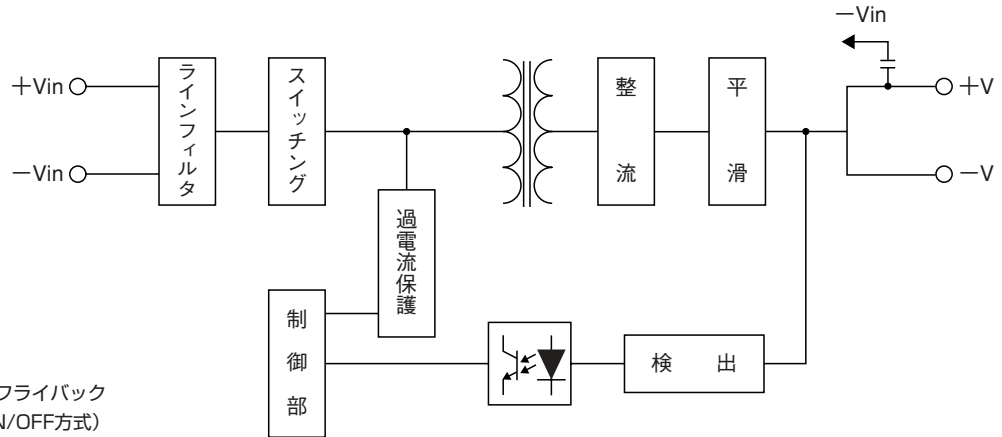 －Vin
＋Vin
－Vin
ラインフィルタ
スイッチング
整流
平滑
＋V
－V
過電流保護
制御部
検出
フライバック
N/OFF方式）